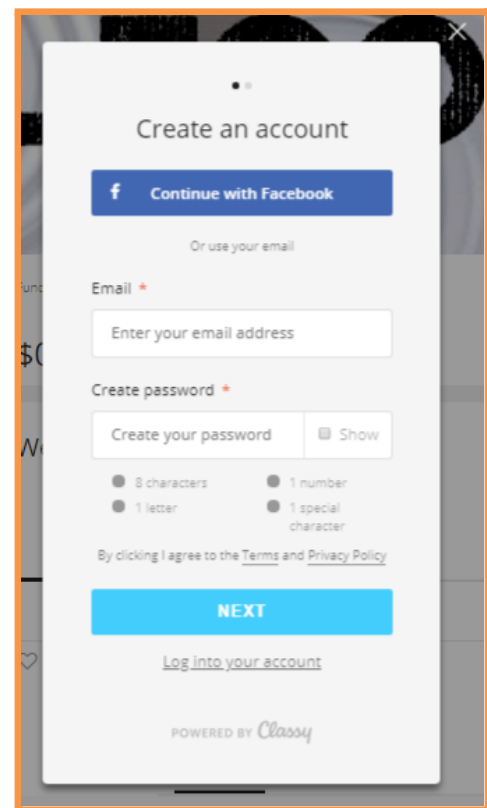 Create an account
f Continue with Facebook
Or use your email
Email *
Enter your email address
Create password *
Create your password Show
8 characters 1 number
1 letter 1 special
character
By clicking I agree to the Terms and Privacy Policy
NEXT
Log into your account
POWERED BY Classy